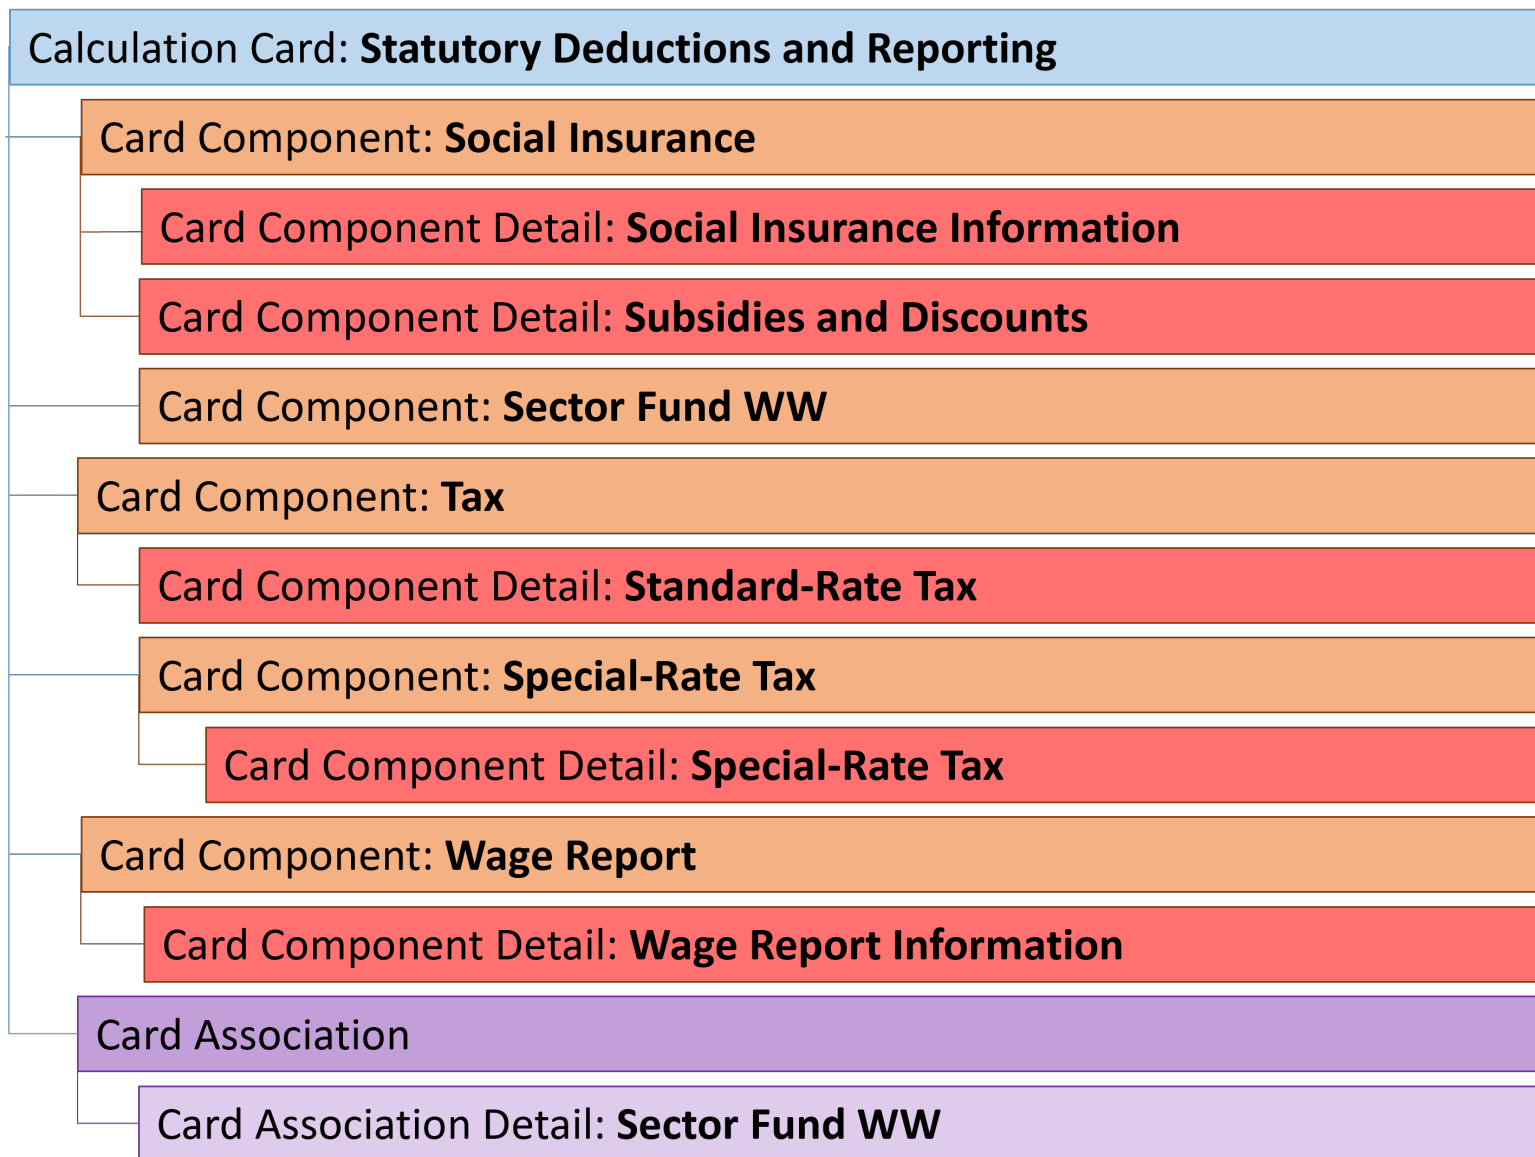 Calculation Card: Statutory Deductions and Reporting
Card Component: Social Insurance
Card Component Detail: Social Insurance Information
Card Component Detail: Subsidies and Discounts
Card Component: Sector Fund WW
Card Component: Tax
Card Component Detail: Standard-Rate Tax
Card Component: Special-Rate Tax
Card Component Detail: Special-Rate Tax
Card Component: Wage Report
Card Component Detail: Wage Report Information
Card Association
Card Association Detail: Sector Fund WW